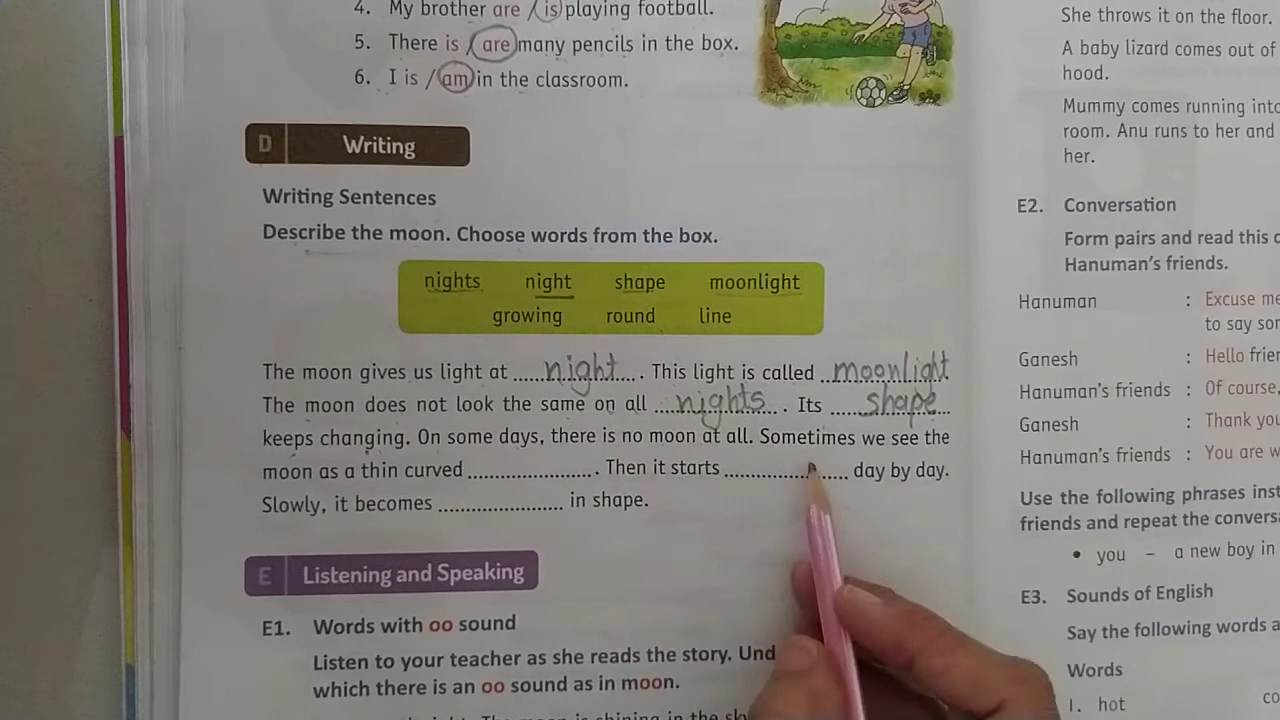 4. My brother are / is playing football.
5. There is / are many pencils in the box.
6. I is / am in the classroom.
D Writing
Writing Sentences
Describe the moon. Choose words from the box.
nights night shape moonlight
growing round line
The moon gives us light at ......night...... . This light is called ..moonlight.
The moon does not look the same on all ....nights.... . Its ......shape......
keeps changing. On some days, there is no moon at all. Sometimes we see the
moon as a thin curved ...................... . Then it starts ...................... day by day.
Slowly, it becomes ...................... in shape.
E Listening and Speaking
E1. Words with oo sound
Listen to your teacher as she reads the story. Und
which there is an oo sound as in moon.
She throws it on the floor.
A baby lizard comes out of
hood.
Mummy comes running into
room. Anu runs to her and
her.
E2. Conversation
Form pairs and read this
Hanuman's friends.
Hanuman : Excuse me
to say
Ganesh : Hello
Hanuman's friends : Of course,
Ganesh : Thank you
Hanuman's friends : You are
Use the following phrases
friends and repeat the
• you – a new boy in
E3. Sounds of English
Say the following words
Words
1. hot